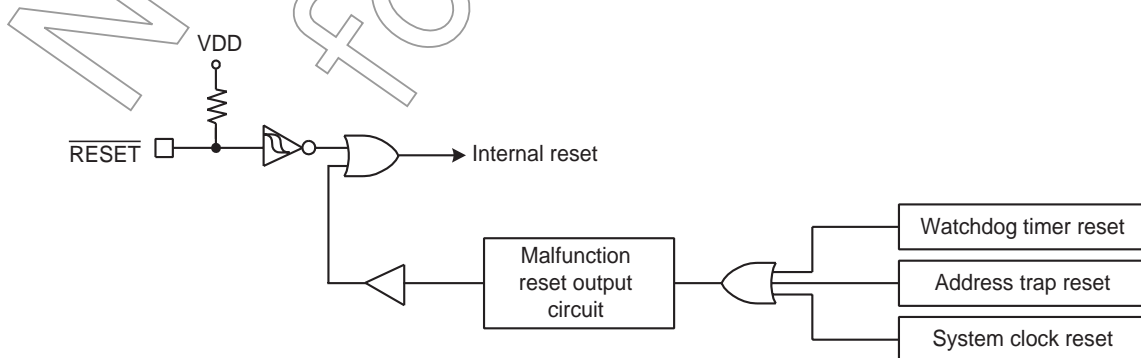 VDD
RESET
Internal reset
Watchdog timer reset
Malfunction
reset output
circuit
Address trap reset
System clock reset